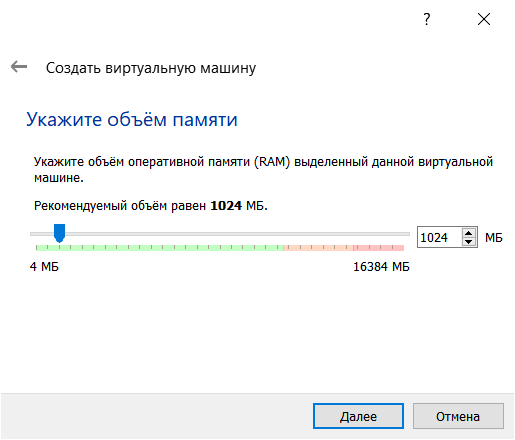 ?
Создать виртуальную машину
Укажите объём памяти
Укажите объём оперативной памяти (RAM) выделенный данной виртуальной
машине.
Рекомендуемый объём равен 1024 МБ.
1024 МБ
4 МБ 16384 МБ
Далее Отмена